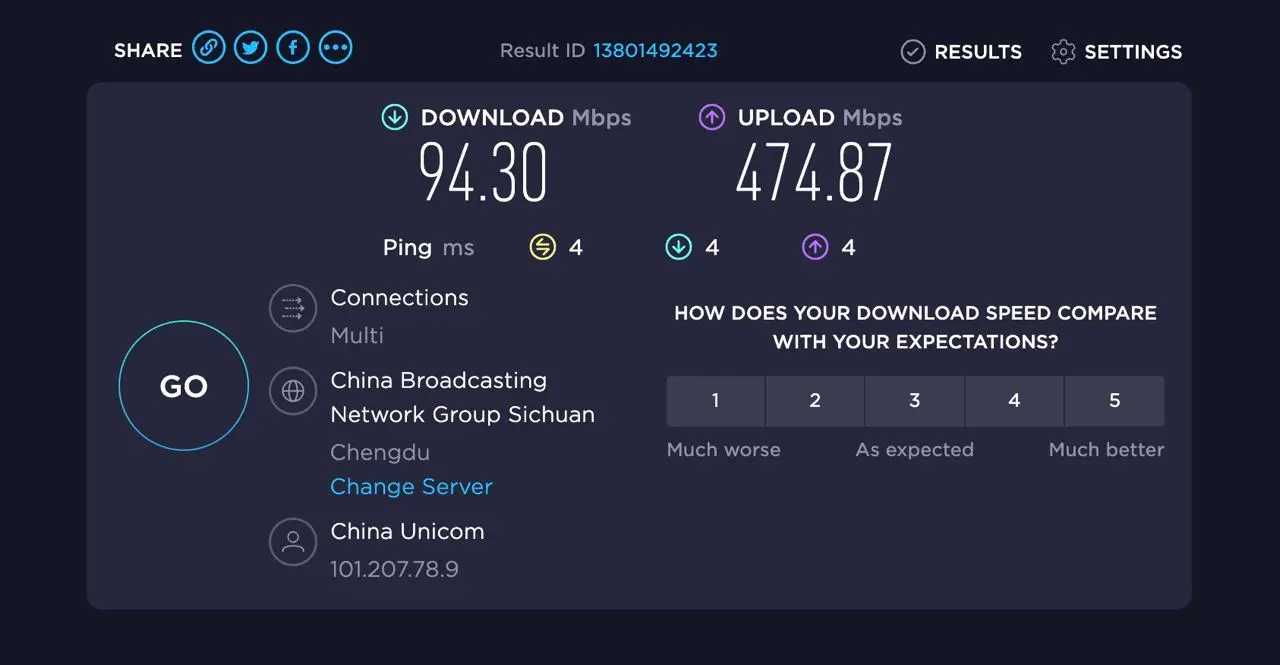 SHARE
Result ID 13801492423
RESULTS
SETTINGS
DOWNLOAD Mbps
94.30
UPLOAD Mbps
474.87
Ping ms 4 4 4
GO
Connections
Multi
China Broadcasting
Network Group Sichuan
Chengdu
Change Server
China Unicom
101.207.78.9
HOW DOES YOUR DOWNLOAD SPEED COMPARE
WITH YOUR EXPECTATIONS?
1 2 3 4 5
Much worse As expected Much better